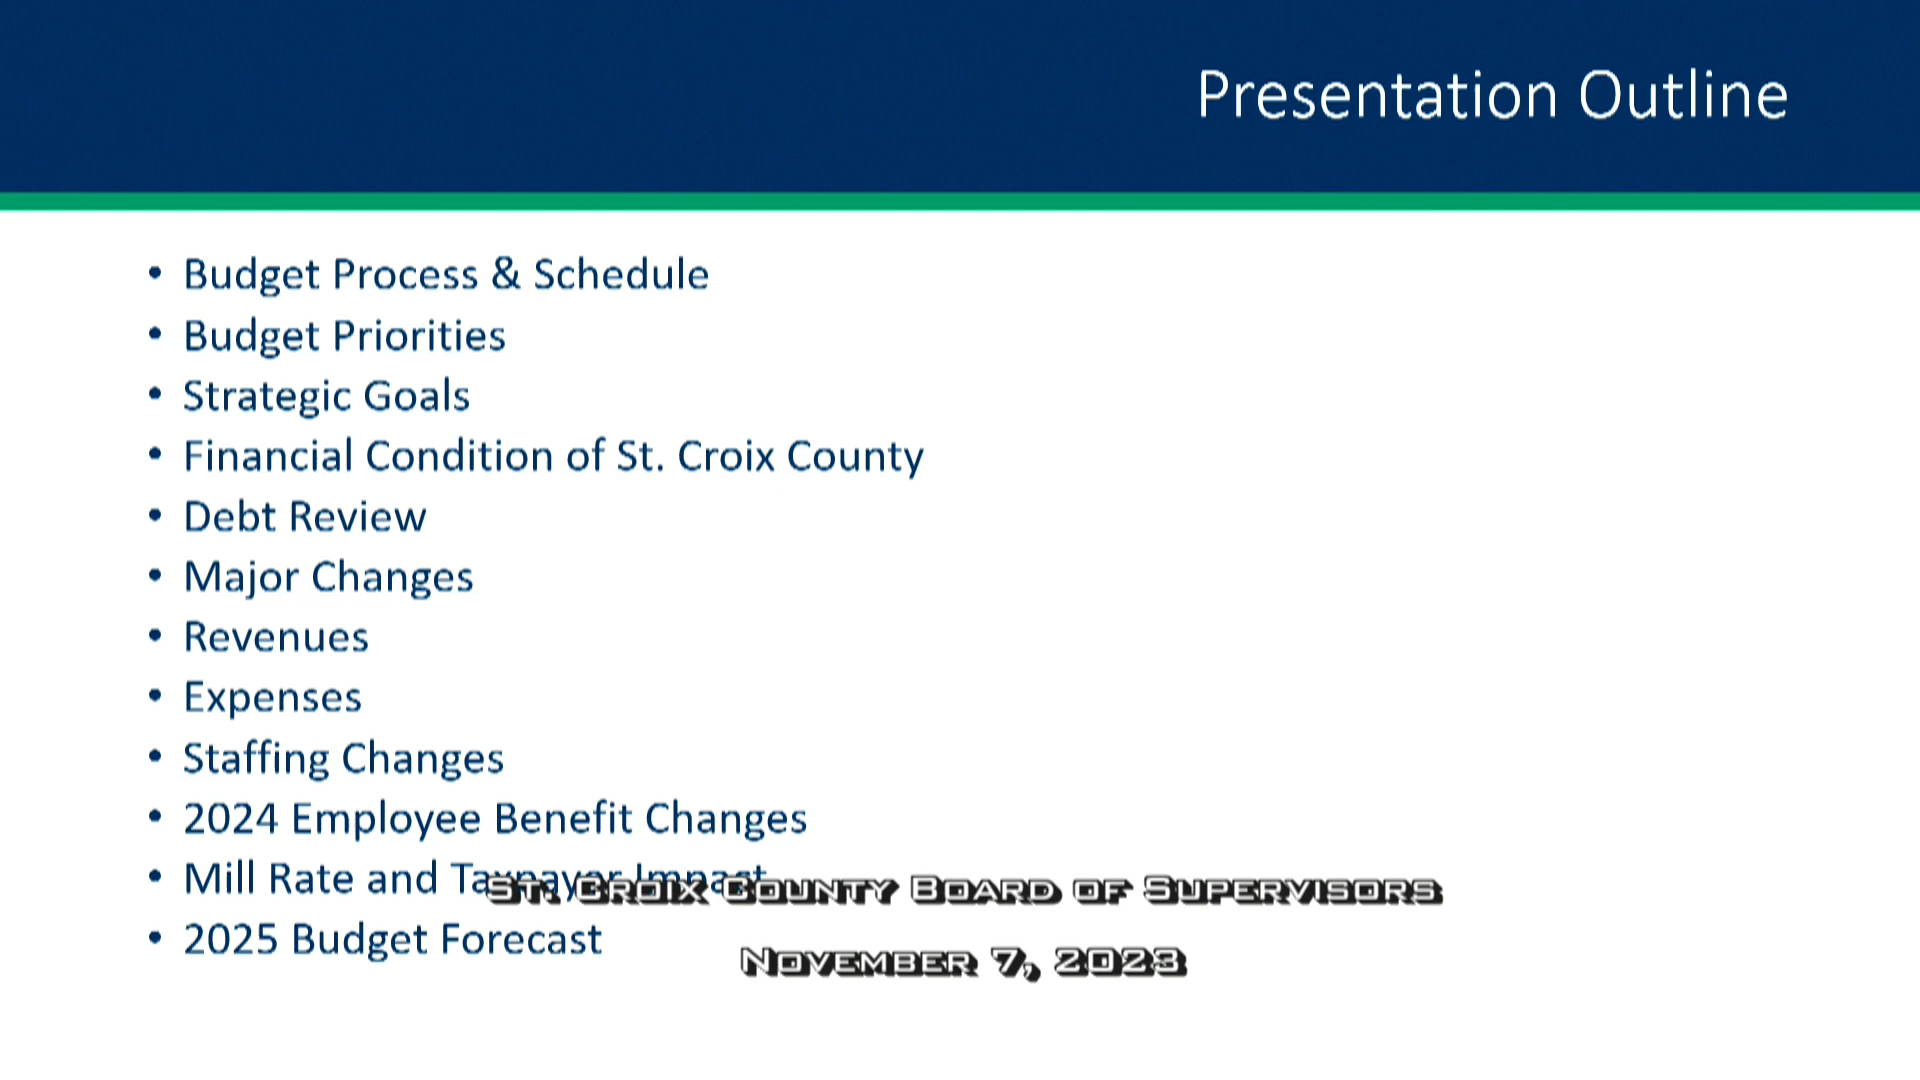 Presentation Outline
• Budget Process & Schedule
• Budget Priorities
• Strategic Goals
• Financial Condition of St. Croix County
• Debt Review
• Major Changes
• Revenues
• Expenses
• Staffing Changes
• 2024 Employee Benefit Changes
• Mill Rate and Taxpayer Impact
St. Croix County Board of Supervisors
• 2025 Budget Forecast
November 7, 2023